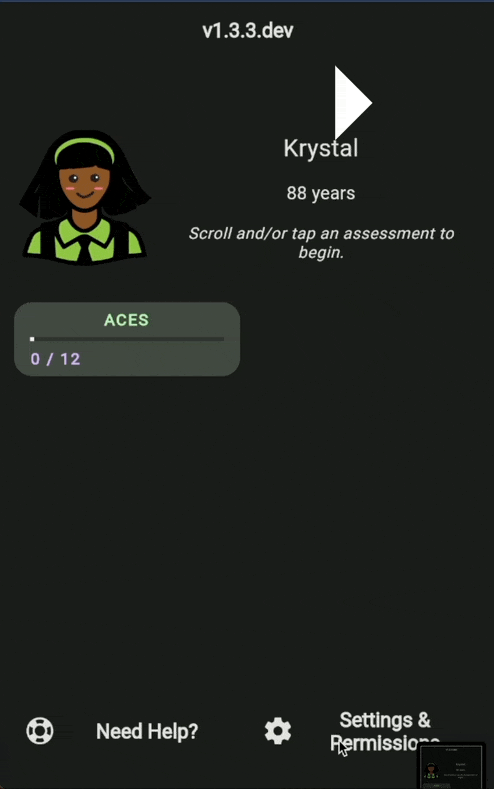 v1.3.3.dev
Krystal
88 years
Scroll and/or tap an assessment to
begin.
ACES
0 / 12
Need Help?
Settings &
Permissions